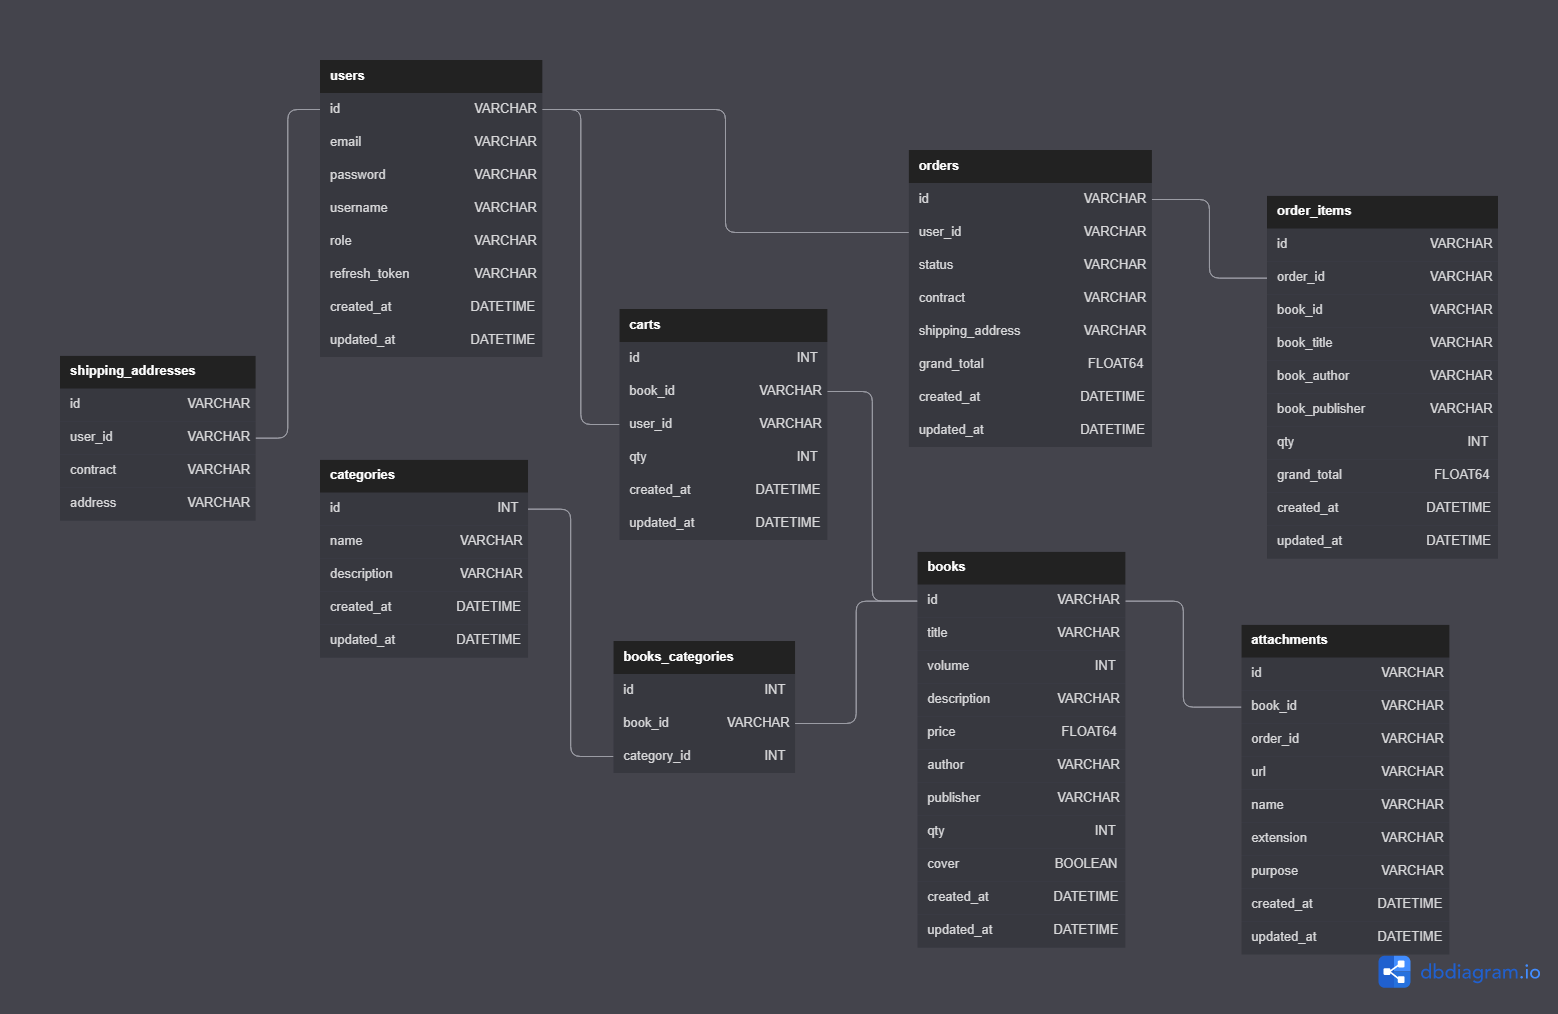 users
id VARCHAR
email VARCHAR
password VARCHAR
username VARCHAR
role VARCHAR
refresh_token VARCHAR
created_at DATETIME
updated_at DATETIME
shipping_addresses
id VARCHAR
user_id VARCHAR
contract VARCHAR
address VARCHAR
categories
id INT
name VARCHAR
description VARCHAR
created_at DATETIME
updated_at DATETIME
carts
id INT
book_id VARCHAR
user_id VARCHAR
qty INT
created_at DATETIME
updated_at DATETIME
books_categories
id INT
book_id VARCHAR
category_id INT
orders
id VARCHAR
user_id VARCHAR
status VARCHAR
contract VARCHAR
shipping_address VARCHAR
grand_total FLOAT64
created_at DATETIME
updated_at DATETIME
books
id VARCHAR
title VARCHAR
volume INT
description VARCHAR
price FLOAT64
author VARCHAR
publisher VARCHAR
qty INT
cover BOOLEAN
created_at DATETIME
updated_at DATETIME
order_items
id VARCHAR
order_id VARCHAR
book_id VARCHAR
book_title VARCHAR
book_author VARCHAR
book_publisher VARCHAR
qty INT
grand_total FLOAT64
created_at DATETIME
updated_at DATETIME
attachments
id VARCHAR
book_id VARCHAR
order_id VARCHAR
url VARCHAR
name VARCHAR
extension VARCHAR
purpose VARCHAR
created_at DATETIME
updated_at DATETIME
dbdiagram.io